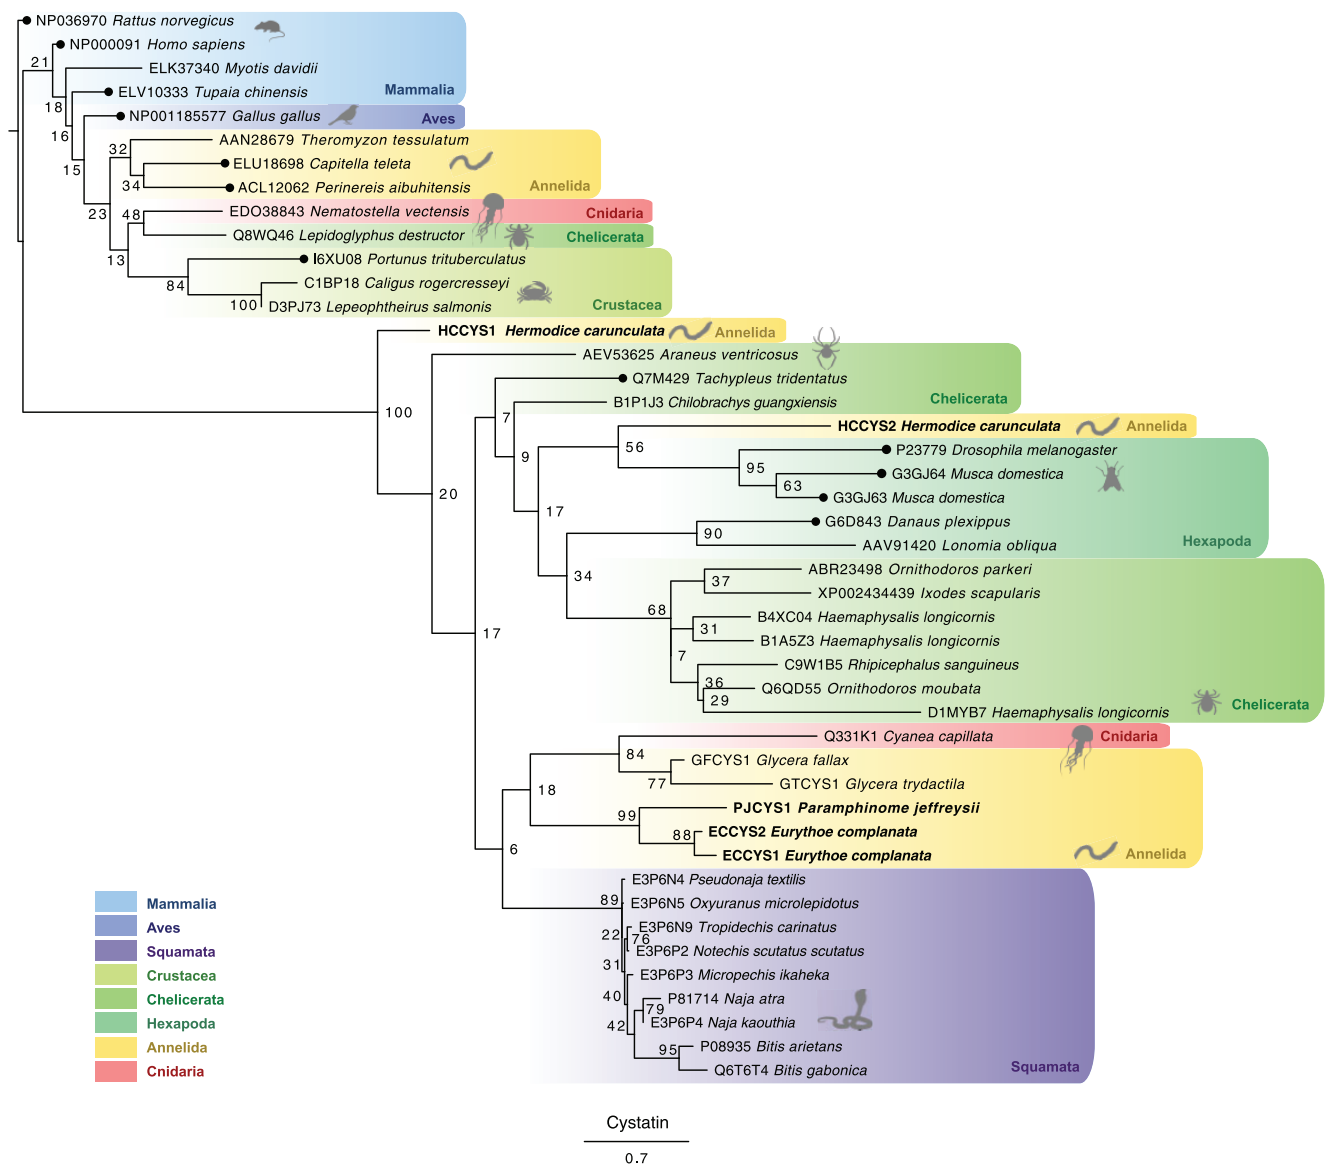 NP036970 Rattus norvegicus
NP000091 Homo sapiens
21
ELK37340 Myotis davidii
ELV10333 Tupaia chinensis
Mammalia
18
NP001185577 Gallus gallus
Aves
16
AAN28679 Theromyzon tessulatum
32
ELU18698 Capitella teleta
15
34
ACL12062 Perinereis aibuhitensis
Annelida
23
48
EDO38843 Nematostella vectensis
Cnidaria
Q8WQ46 Lepidoglyphus destructor
Chelicerata
13
I6XU08 Portunus trituberculatus
84
C1BP18 Caligus rogercresseyi
100
D3PJ73 Lepeophtheirus salmonis
Crustacea
HCCYS1 Hermodice carunculata
Annelida
AEV53625 Araneus ventricosus
Q7M429 Tachypleus tridentatus
B1P1J3 Chilobrachys guangxiensis
Chelicerata
100
7
HCCYS2 Hermodice carunculata
Annelida
56
9
P23779 Drosophila melanogaster
95
G3GJ64 Musca domestica
63
20
G3GJ63 Musca domestica
17
G6D843 Danaus plexippus
90
AAV91420 Lonomia obliqua
Hexapoda
34
ABR23498 Ornithodoros parkeri
37
XP002434439 Ixodes scapularis
68
B4XC04 Haemaphysalis longicornis
31
17
B1A5Z3 Haemaphysalis longicornis
7
C9W1B5 Rhipicephalus sanguineus
36
Q6QD55 Ornithodoros moubata
29
D1MYB7 Haemaphysalis longicornis
Chelicerata
Q331K1 Cyanea capillata
Cnidaria
84
GFCYS1 Glycera fallax
77
GTCYS1 Glycera trydactila
18
PJCYS1 Paramphinome jeffreysii
99
88
ECCYS2 Eurythoe complanata
6
ECCYS1 Eurythoe complanata
Annelida
E3P6N4 Pseudonaja textilis
89
E3P6N5 Oxyuranus microlepidotus
E3P6N9 Tropidechis carinatus
22
76
E3P6P2 Notechis scutatus scutatus
31
E3P6P3 Micropechis ikaheka
40
P81714 Naja atra
79
42
E3P6P4 Naja kaouthia
95
P08935 Bitis arietans
Q6T6T4 Bitis gabonica
Squamata
Mammalia
Aves
Squamata
Crustacea
Chelicerata
Hexapoda
Annelida
Cnidaria
Cystatin
0.7